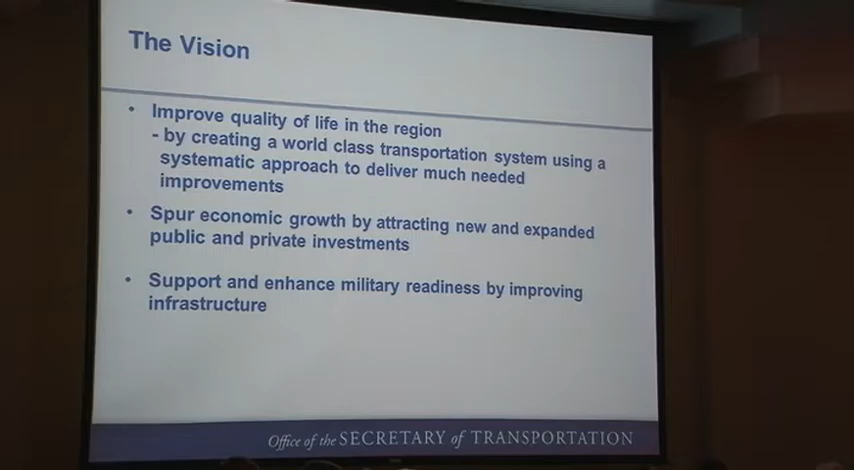 The Vision
• Improve quality of life in the region
- by creating a world class transportation system using a
systematic approach to deliver much needed
improvements
• Spur economic growth by attracting new and expanded
public and private investments
• Support and enhance military readiness by improving
infrastructure
Office of the SECRETARY of TRANSPORTATION